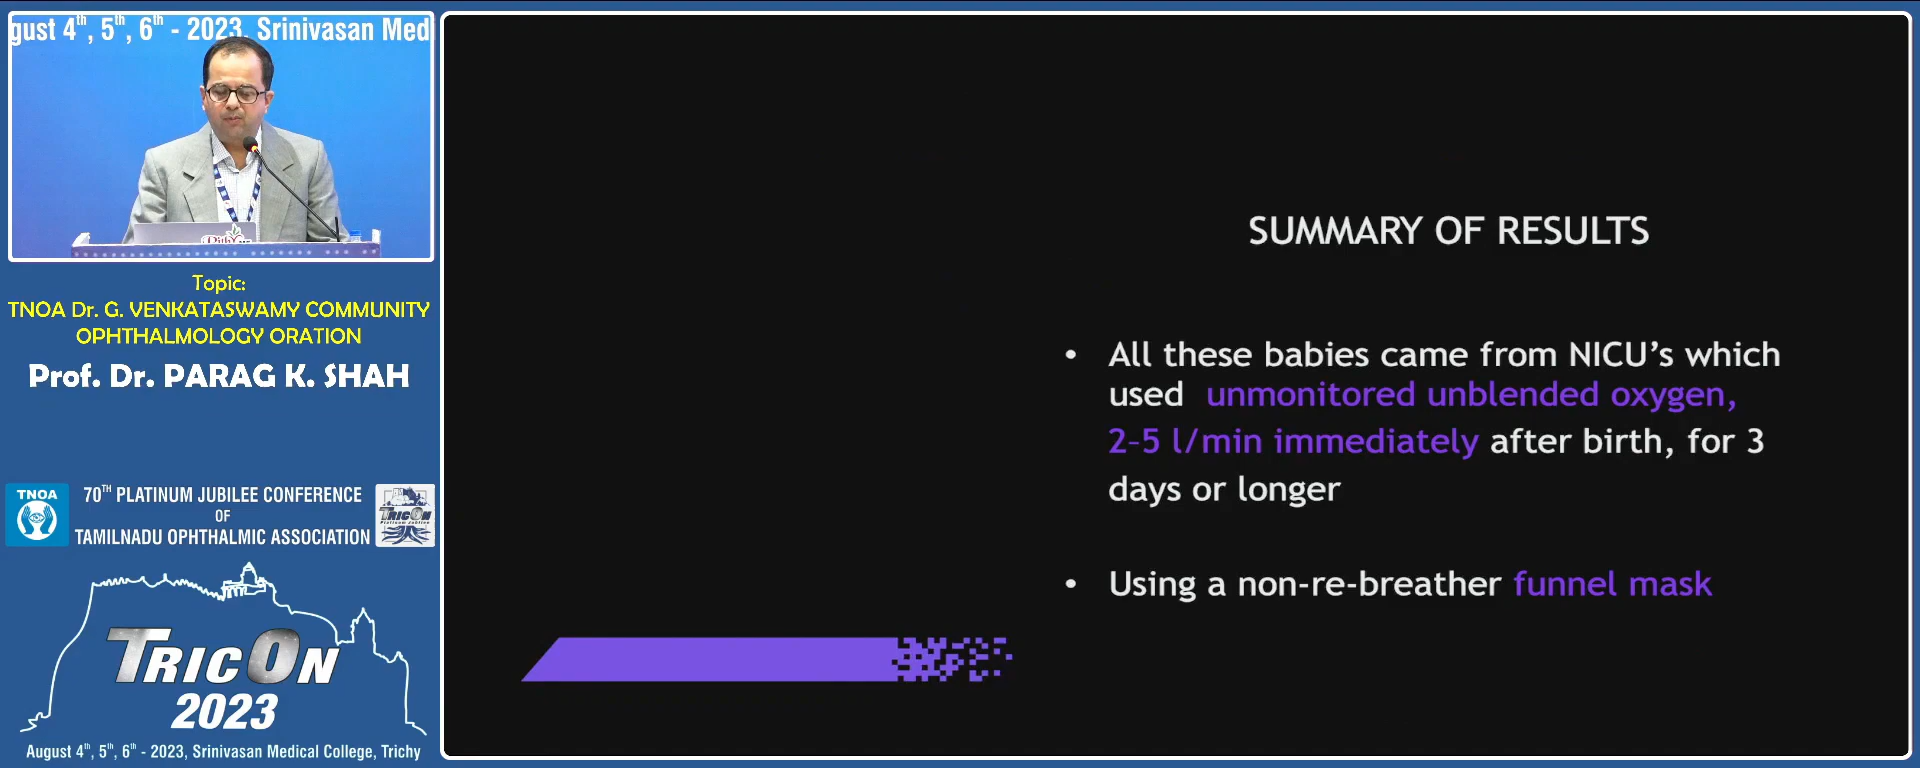 gust 4th, 5th, 6th - 2023, Srinivasan Med
Topic:
TNOA Dr. G. VENKATASWAMY COMMUNITY
OPHTHALMOLOGY ORATION
Prof. Dr. PARAG K. SHAH
TNOA
70TH PLATINUM JUBILEE CONFERENCE
OF
TAMILNADU OPHTHALMIC ASSOCIATION
TRICON
Platinum Jubilee
TRICON
2023
August 4th, 5th, 6th - 2023, Srinivasan Medical College, Trichy
SUMMARY OF RESULTS
• All these babies came from NICU’s which
used unmonitored unblended oxygen,
2-5 l/min immediately after birth, for 3
days or longer
• Using a non-re-breather funnel mask